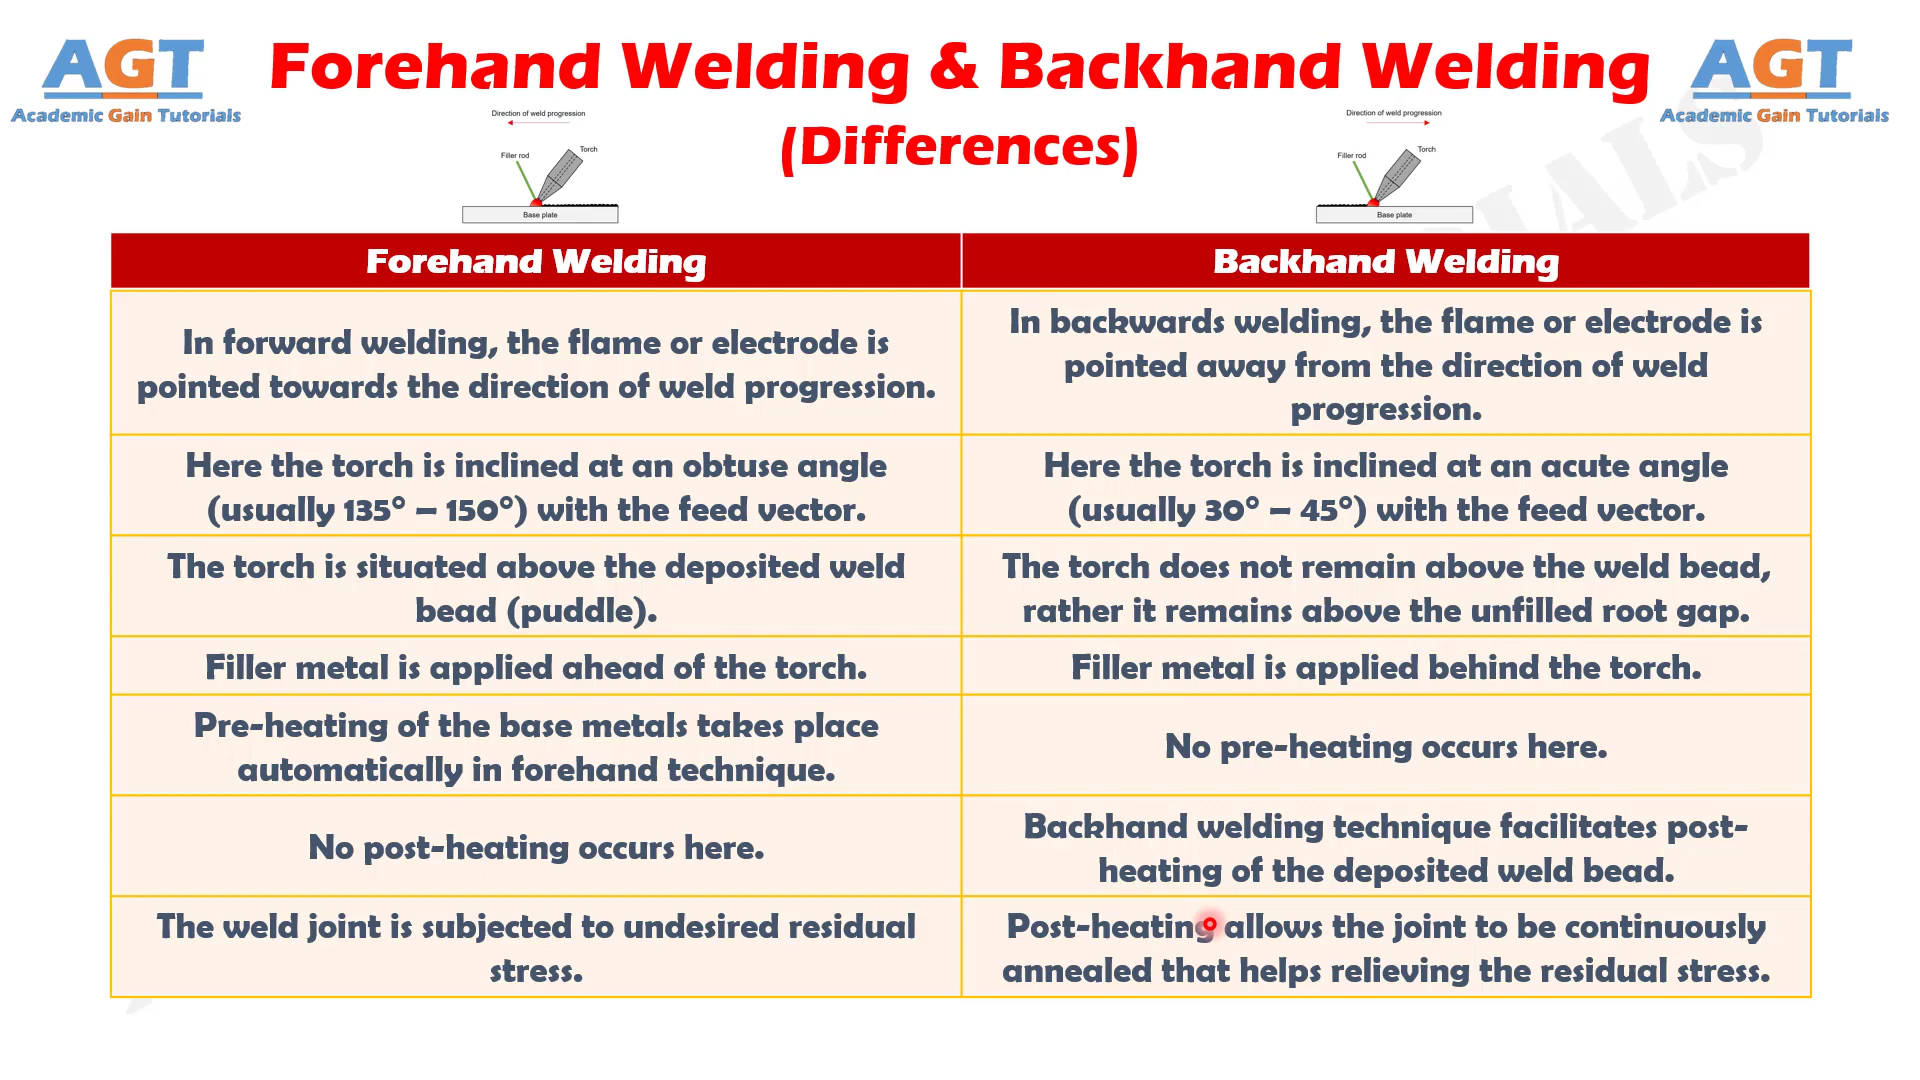 AGT
Academic Gain Tutorials
Forehand Welding & Backhand Welding
(Differences)
AGT
Academic Gain Tutorials
Direction of weld progression
Filler rod
Torch
Base plate
Direction of weld progression
Filler rod
Torch
Base plate
Forehand Welding
Backhand Welding
In forward welding, the flame or electrode is
pointed towards the direction of weld progression.
In backwards welding, the flame or electrode is
pointed away from the direction of weld
progression.
Here the torch is inclined at an obtuse angle
(usually 135° – 150°) with the feed vector.
Here the torch is inclined at an acute angle
(usually 30° – 45°) with the feed vector.
The torch is situated above the deposited weld
bead (puddle).
The torch does not remain above the weld bead,
rather it remains above the unfilled root gap.
Filler metal is applied ahead of the torch.
Filler metal is applied behind the torch.
Pre-heating of the base metals takes place
automatically in forehand technique.
No pre-heating occurs here.
No post-heating occurs here.
Backhand welding technique facilitates post-
heating of the deposited weld bead.
The weld joint is subjected to undesired residual
stress.
Post-heating allows the joint to be continuously
annealed that helps relieving the residual stress.